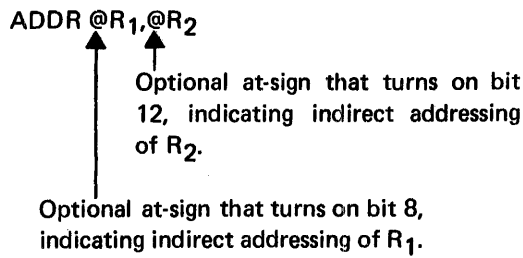 ADDR @R1,@R2
Optional at-sign that turns on bit
12, indicating indirect addressing
of R2.
Optional at-sign that turns on bit 8,
indicating indirect addressing of R1.